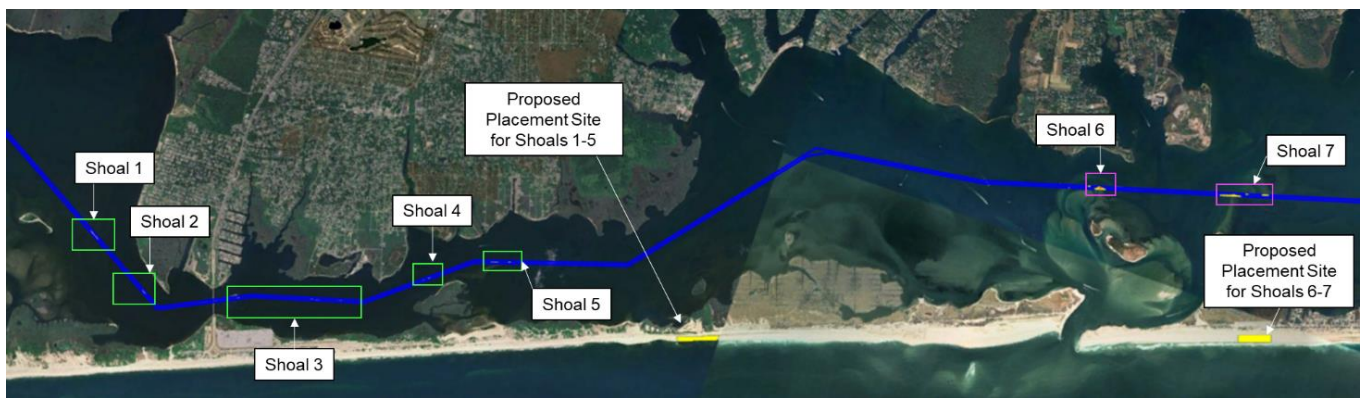 Proposed
Placement Site
for Shoals 1-5
Shoal 6
Shoal 7
Shoal 1
Shoal 2
Shoal 4
Shoal 5
Shoal 3
Proposed
Placement Site
for Shoals 6-7